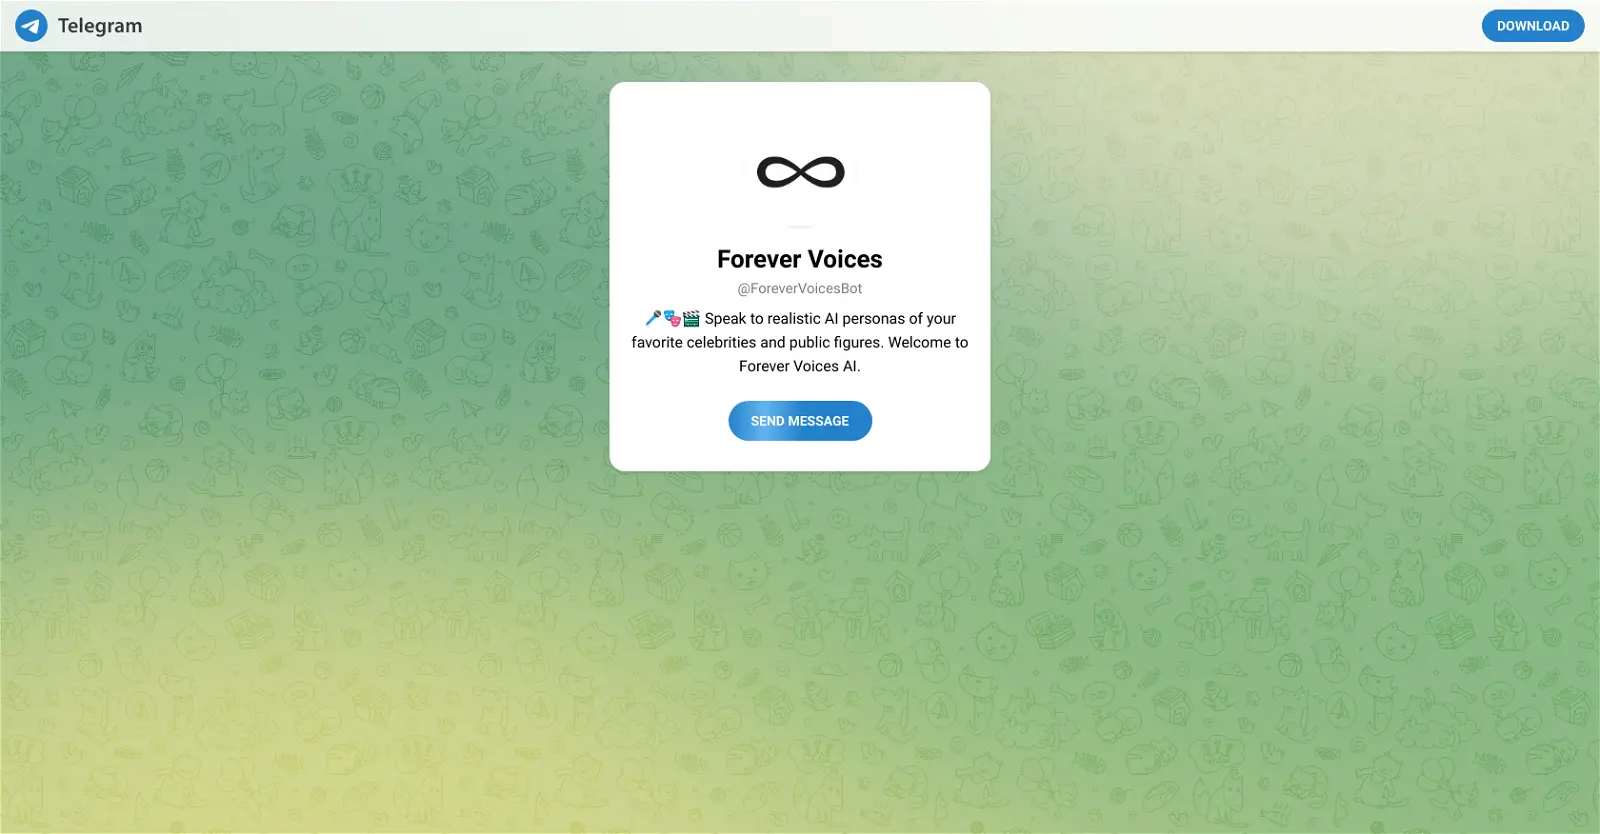 Telegram
DOWNLOAD
Forever Voices
@ForeverVoicesBot
🎤🎭🎬 Speak to realistic AI personas of your
favorite celebrities and public figures. Welcome to
Forever Voices AI.
SEND MESSAGE